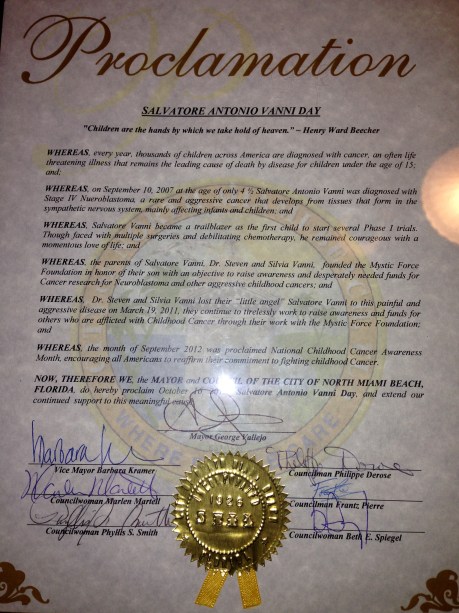 Proclamation
SALVATORE ANTONIO VANNI DAY
"Children are the hands by which we take hold of heaven." ~ Henry Ward Beecher
WHEREAS, every year, thousands of children across America are diagnosed with cancer, an often life
threatening illness that remains the leading cause of death by disease for children under the age of 15;
and;
WHEREAS, on September 10, 2007 at the age of only 4 ½ Salvatore Antonio Vanni was diagnosed with
Stage IV Nueroblastoma, a rare and aggressive cancer that develops from tissues that form in the
sympathetic nervous system, mainly affecting infants and children; and
WHEREAS, Salvatore Vanni became a trailblazer as the first child to start several Phase I trials.
Though faced with multiple surgeries and debilitating chemotherapy, he remained courageous with a
momentous love of life; and
WHEREAS, the parents of Salvatore Vanni, Dr. Steven and Silvia Vanni, founded the Mystic Force
Foundation in honor of their son with an objective to raise awareness and desperately needed funds for
Cancer research for Neuroblastoma and other aggressive childhood cancers; and
WHEREAS, Dr. Steven and Silvia Vanni lost their "little angel" Salvatore Vanni to this painful and
aggressive disease on March 19, 2011, they continue to tirelessly work to raise awareness and funds for
others who are afflicted with Childhood Cancer through their work with the Mystic Force Foundation;
and
WHEREAS, the month of September 2012 was proclaimed National Childhood Cancer Awareness
Month, encouraging all Americans to reaffirm their commitment to fighting childhood Cancer.
NOW, THEREFORE WE, the MAYOR and COUNCIL OF THE CITY OF NORTH MIAMI BEACH,
FLORIDA, do hereby proclaim October Salvatore Antonio Vanni Day, and extend our
continued support to this meaningful cause.
Mayor George Vallejo
Vice Mayor Barbara Kramer
Councilman Philippe Derose
Councilwoman Marlen Martell
Councilman Frantz Pierre
Councilwoman Phyllis S. Smith
Councilwoman Beth E. Spiegel
1926